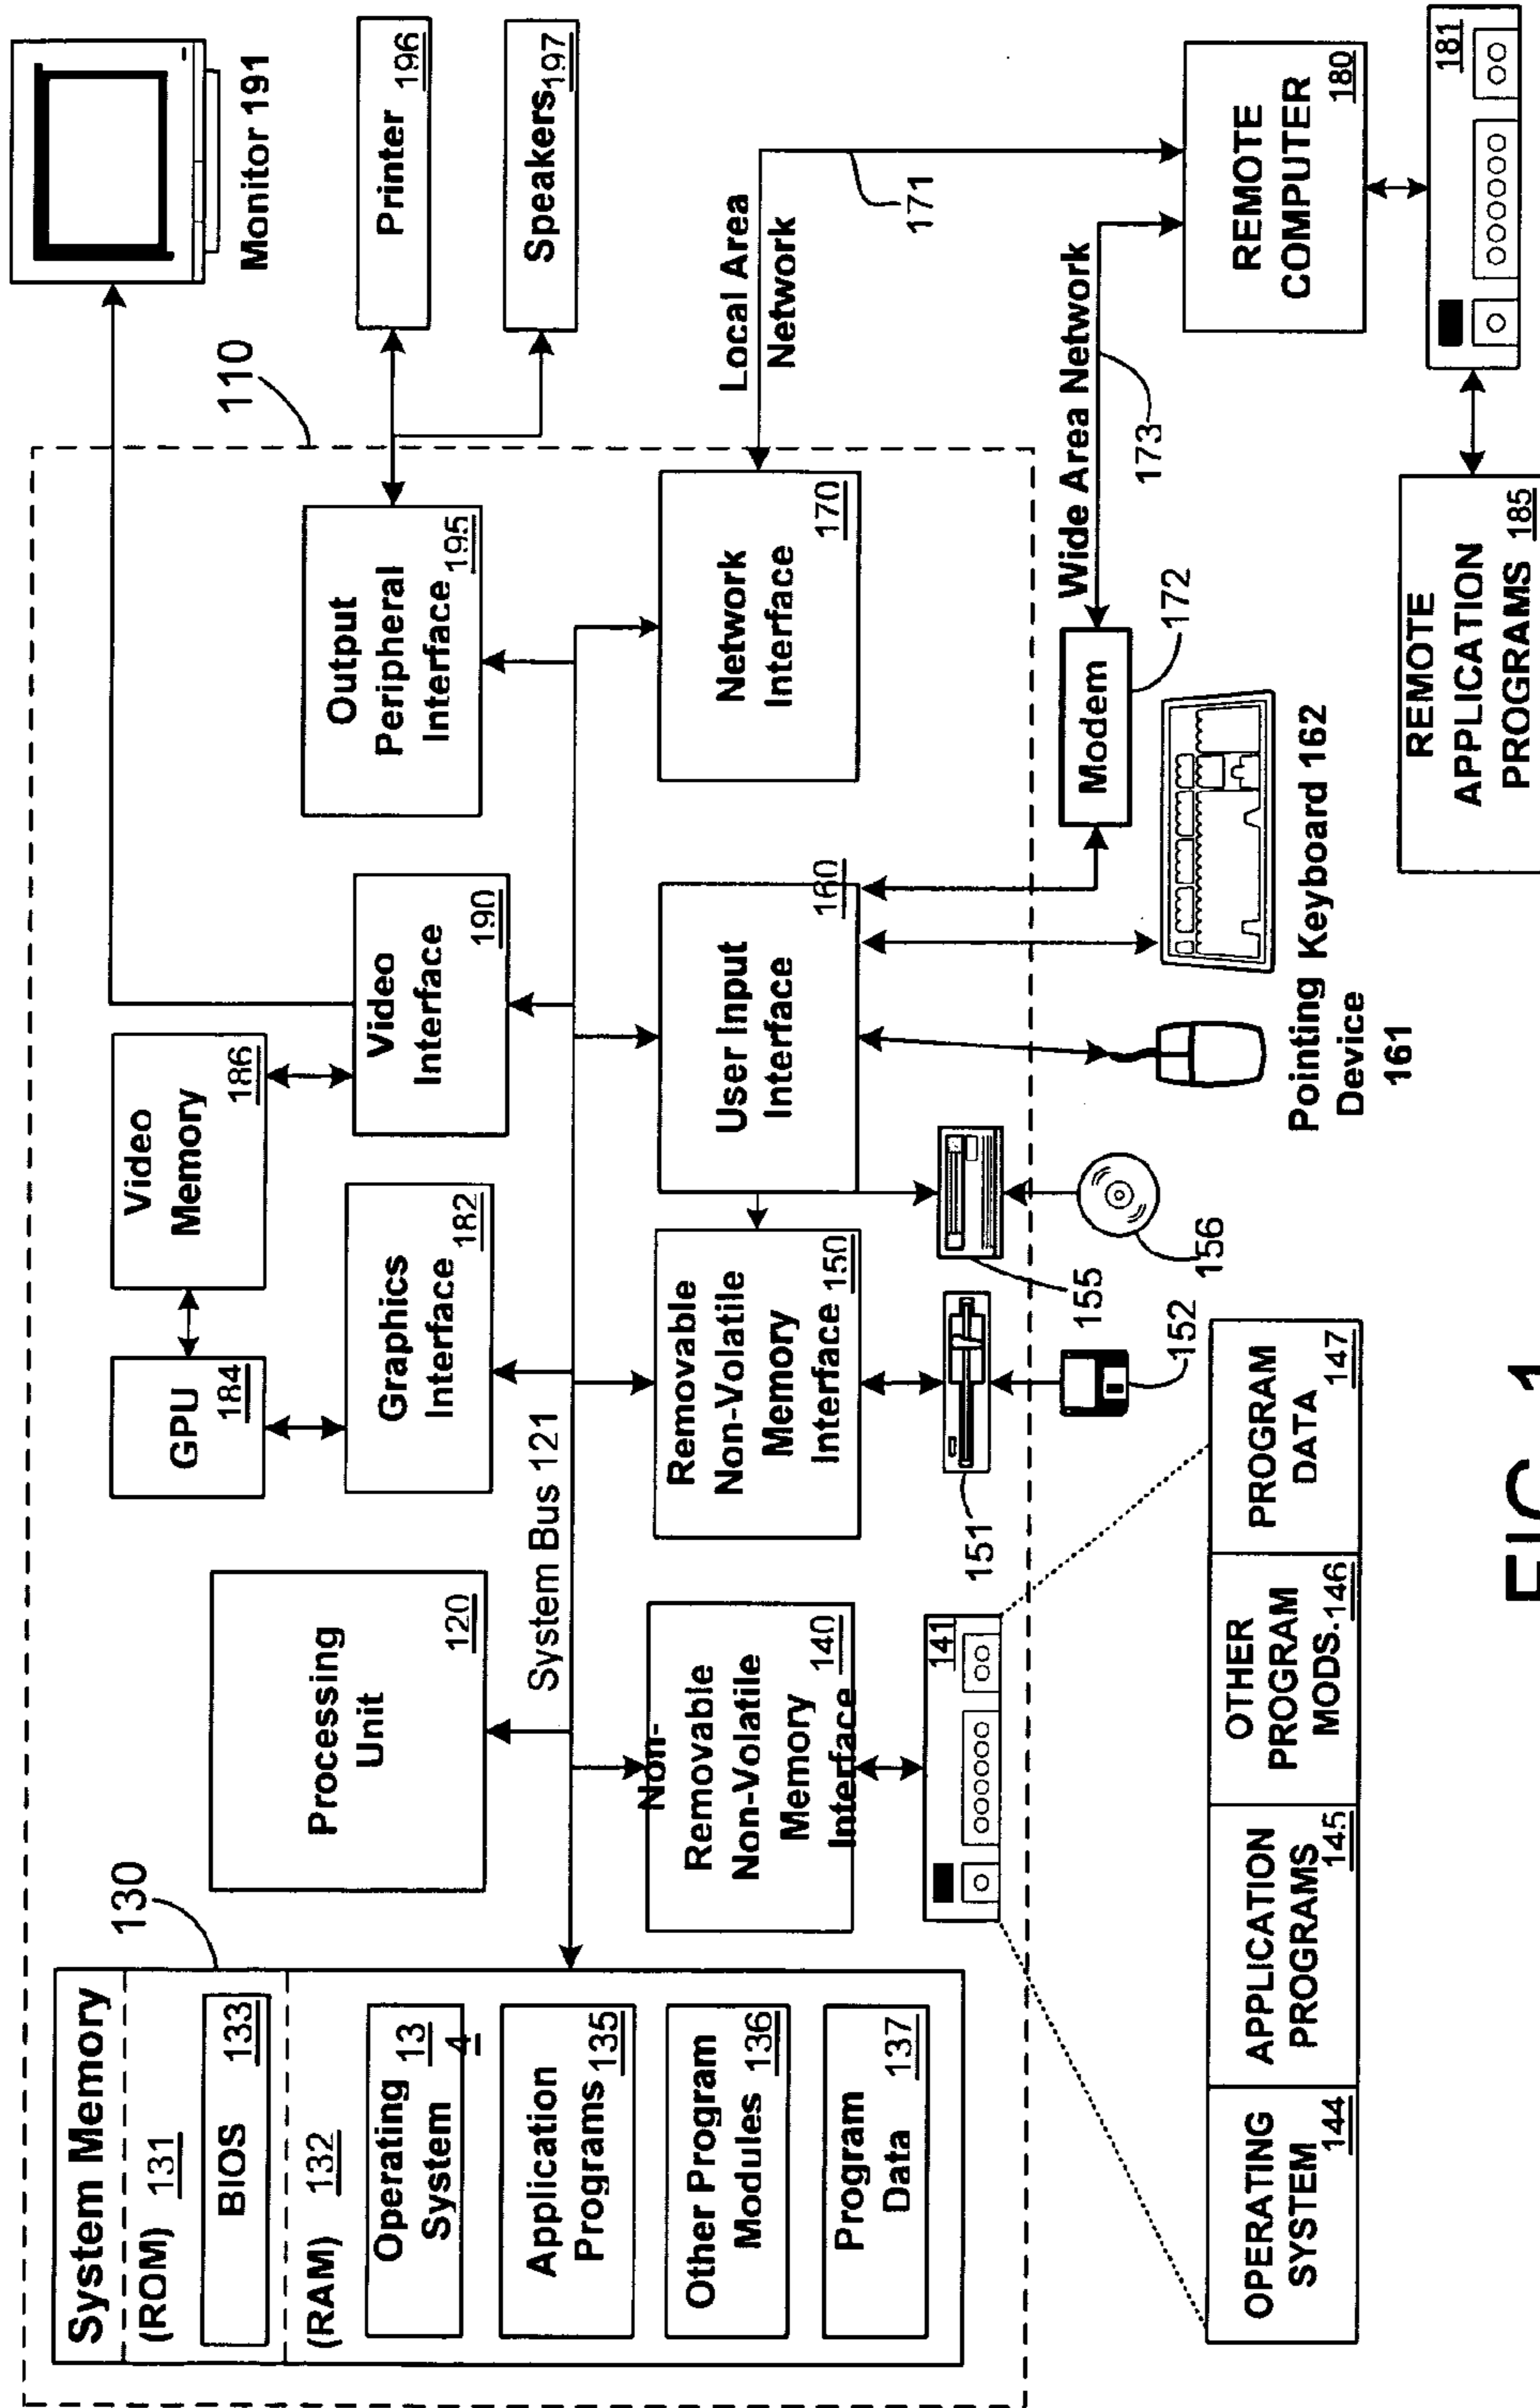 System Memory
(ROM) 131
BIOS 133
(RAM) 132
Operating 13
System 4
Application
Programs 135
Other Program
Modules 136
Program
Data 137
130
Processing
Unit
120
System Bus 121
GPU
184
Video
Memory
186
Graphics
Interface
182
Video
Interface
190
Output
Peripheral
Interface 195
110
Monitor 191
Printer
196
Speakers 197
Non-
Removable
Non-Volatile
Memory 140
Interface
Removable
Non-Volatile
Memory
Interface 150
User Input
Interface
160
Network
Interface
170
Local Area
Network
171
141
151
155
152
156
Modem
172
Wide Area Network
173
Pointing
Device
161
Keyboard 162
REMOTE
COMPUTER
180
181
REMOTE
APPLICATION
PROGRAMS 185
OPERATING
SYSTEM
144
APPLICATION
PROGRAMS
145
OTHER
PROGRAM
MODS. 146
PROGRAM
DATA
147
FIG. 1